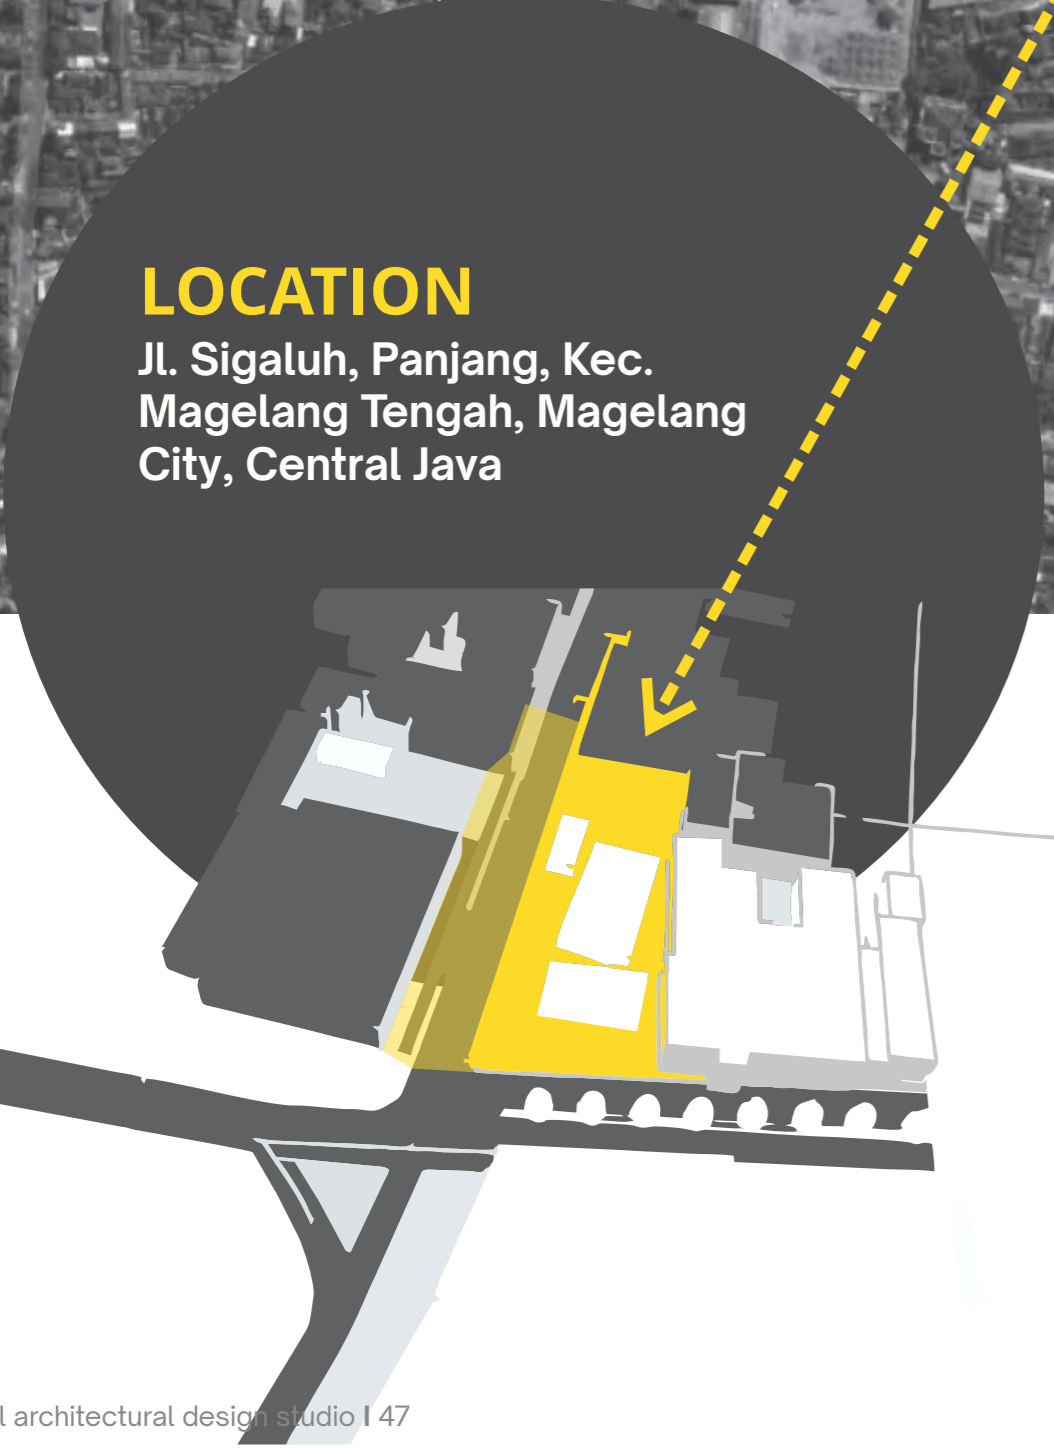 LOCATION
Jl. Sigaluh, Panjang, Kec.
Magelang Tengah, Magelang
City, Central Java
l architectural design studio I 47